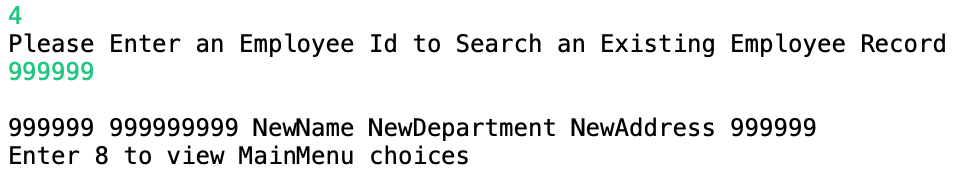 4
Please Enter an Employee Id to Search an Existing Employee Record
999999
999999 999999999 NewName NewDepartment NewAddress 999999
Enter 8 to view MainMenu choices